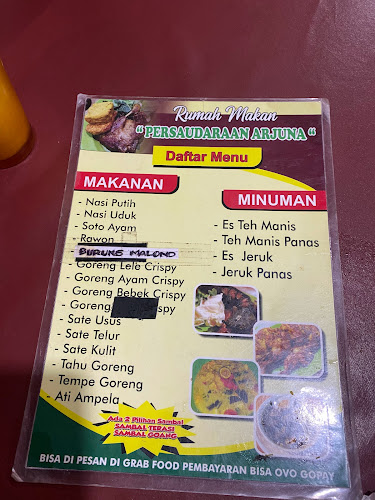 Rumah Makan
" PERSAUDARAAN ARJUNA "
Daftar Menu
MAKANAN
- Nasi Putih
- Nasi Uduk
- Soto Ayam
- Rawon
- BURUNG MALOND
- Goreng Lele Crispy
- Goreng Ayam Crispy
- Goreng Bebek Crispy
- Goreng spy
- Sate Usus
- Sate Telur
- Sate Kulit
- Tahu Goreng
- Tempe Goreng
- Ati Ampela
MINUMAN
- Es Teh Manis
- Teh Manis Panas
- Es Jeruk
- Jeruk Panas
Ada 2 Pilihan Sambal
SAMBAL TERASI
SAMBAL GOANG
BISA DI PESAN DI GRAB FOOD PEMBAYARAN BISA OVO GOPAY